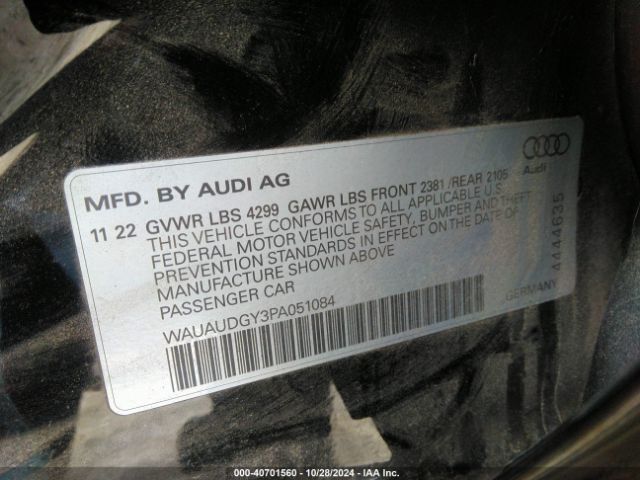 Audi
MFD. BY AUDI AG
11 22 GVWR LBS 4299 GAWR LBS FRONT 2381 /REAR 2105
THIS VEHICLE CONFORMS TO ALL APPLICABLE U.S.
FEDERAL MOTOR VEHICLE SAFETY, BUMPER AND THEFT
PREVENTION STANDARDS IN EFFECT ON THE DATE OF
MANUFACTURE SHOWN ABOVE
PASSENGER CAR
WAUAUDGY3PA051084
GERMANY
4444635
000-40701560 - 10/28/2024 - IAA Inc.